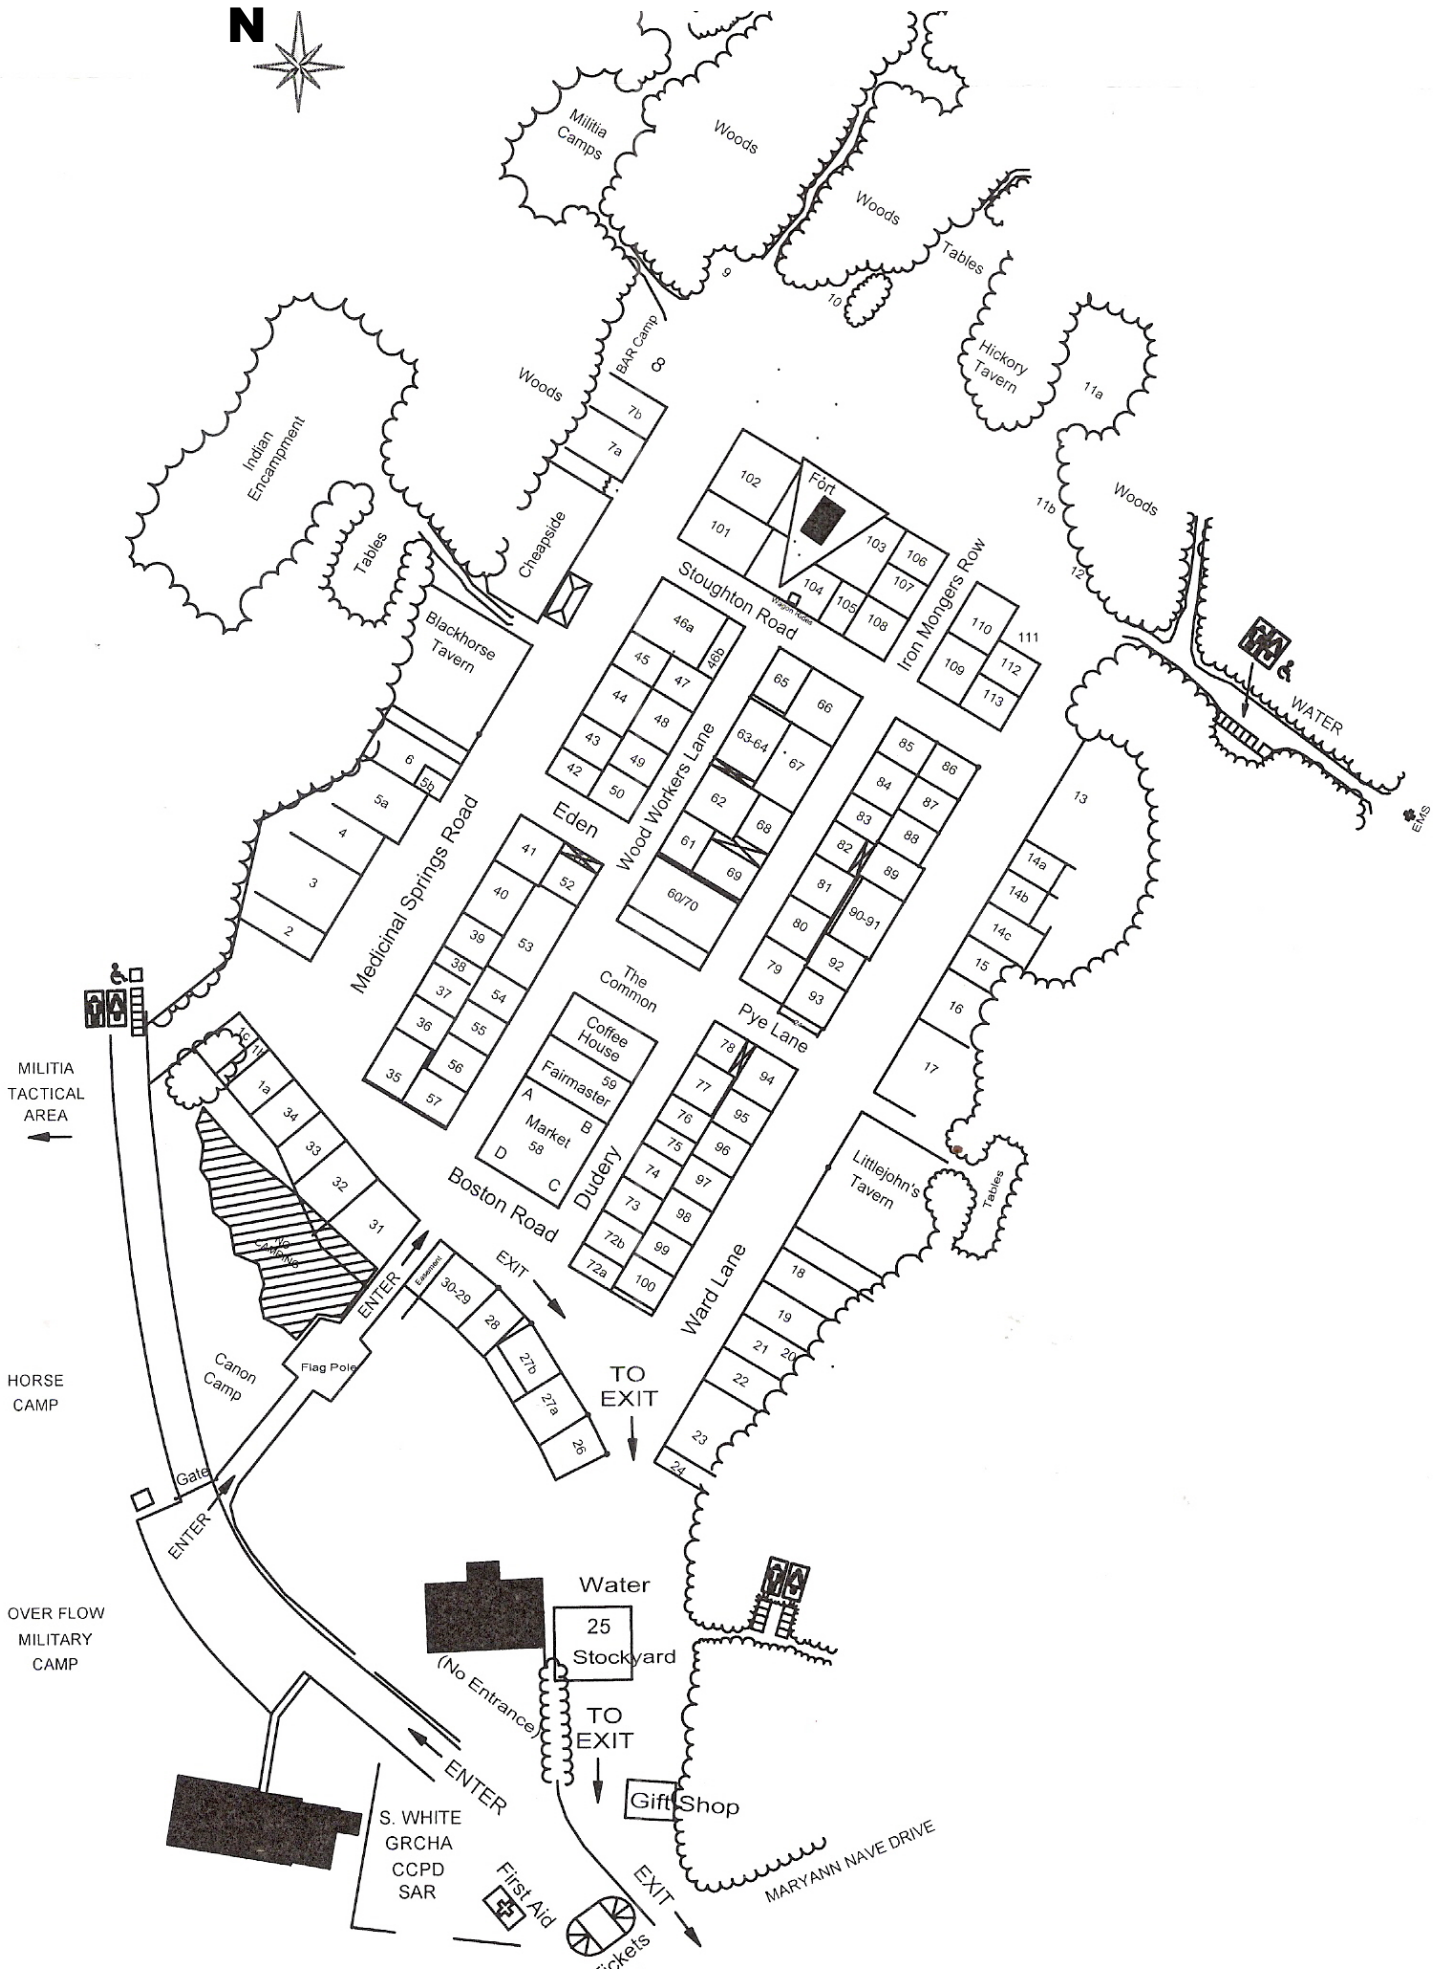 N
Militia
Camps
Woods
Woods
Tables
9
10
BAR Camp
8
Woods
7b
7a
Hickory
Tavern
11a
Indian
Encampment
Tables
Cheapside
102
101
Fort
103
106
107
104
105
108
Wagon Rides
Woods
11b
12
Stoughton Road
Iron Mongers Row
110
111
109
112
113
Blackhorse
Tavern
46a
46b
45
47
44
48
43
49
42
50
65
66
63-64
67
62
68
61
69
60/70
WATER
EMS
6
5b
5a
4
3
2
Medicinal Springs Road
Eden
Wood Workers Lane
85
86
84
87
83
88
82
89
81
90-91
80
92
79
93
13
14a
14b
14c
15
16
17
41
52
40
53
39
38
54
37
55
36
56
35
57
The
Common
Coffee
House
Fairmaster
59
A
B
Market
58
D
C
Pye Lane
78
94
77
95
76
75
96
74
97
73
98
72b
99
72a
100
MILITIA
TACTICAL
AREA
1c
1b
1a
34
33
32
31
NO
CAMPING
Boston Road
Dudery
Littlejohn's
Tavern
Tables
Ward Lane
18
19
21
20
22
23
24
ENTER
Easement
30-29
28
27b
27a
26
EXIT
TO
EXIT
Flag Pole
Canon
Camp
HORSE
CAMP
Gate
ENTER
OVER FLOW
MILITARY
CAMP
Water
25
Stockyard
(No Entrance)
TO
EXIT
ENTER
Gift Shop
S. WHITE
GRCHA
CCPD
SAR
First Aid
EXIT
MARYANN NAVE DRIVE
Tickets